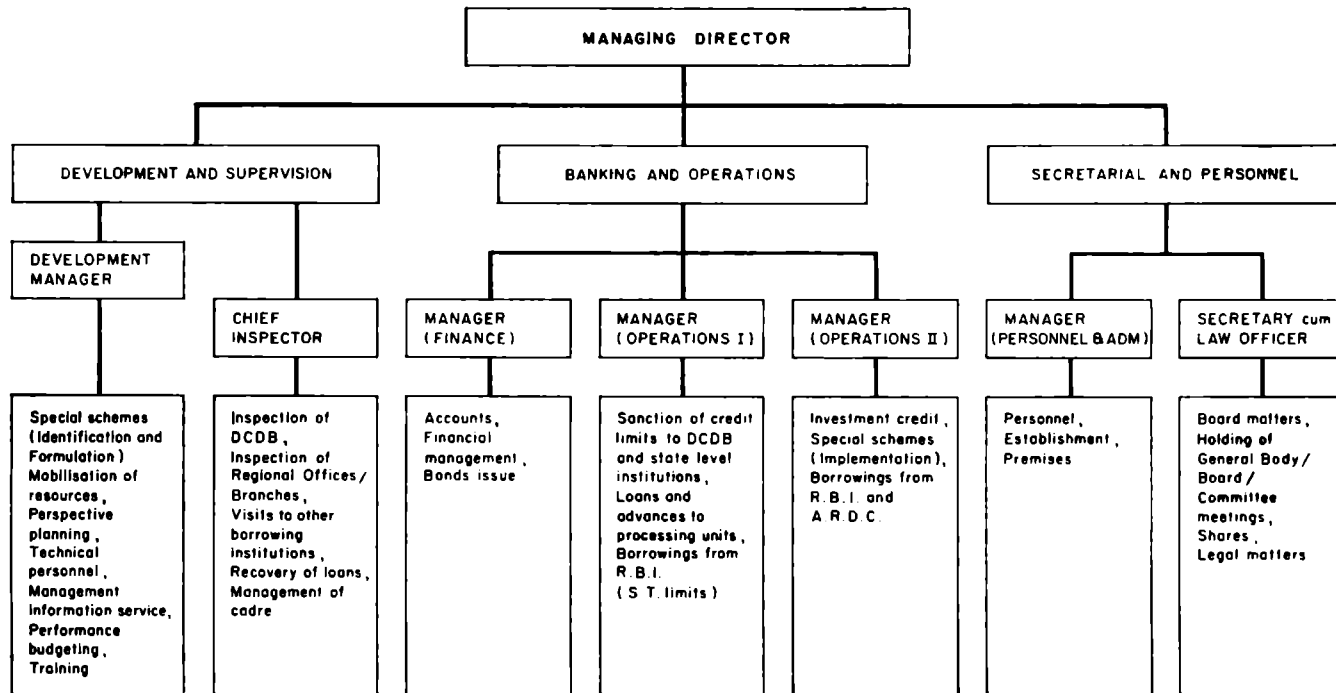 MANAGING DIRECTOR
DEVELOPMENT AND SUPERVISION
BANKING AND OPERATIONS
SECRETARIAL AND PERSONNEL
DEVELOPMENT
MANAGER
CHIEF
INSPECTOR
MANAGER
(FINANCE)
MANAGER
(OPERATIONS I)
MANAGER
(OPERATIONS II)
MANAGER
(PERSONNEL & ADM)
SECRETARY cum
LAW OFFICER
Special schemes
(Identification and
Formulation)
Mobilisation of
resources,
Perspective
planning,
Technical
personnel,
Management
Information service,
Performance
budgeting,
Training
Inspection of
DCDB,
Inspection of
Regional Offices/
Branches,
Visits to other
borrowing
institutions,
Recovery of loans,
Management of
cadre
Accounts,
Financial
management,
Bonds issue
Sanction of credit
limits to DCDB
and state level
institutions,
Loans and
advances to
processing units,
Borrowings from
R.B.I.
(S T. limits)
Investment credit,
Special schemes
(Implementation),
Borrowings from
R.B.I. and
A.R.D.C.
Personnel,
Establishment,
Premises
Board matters,
Holding of
General Body/
Board/
Committee
meetings,
Shares,
Legal matters